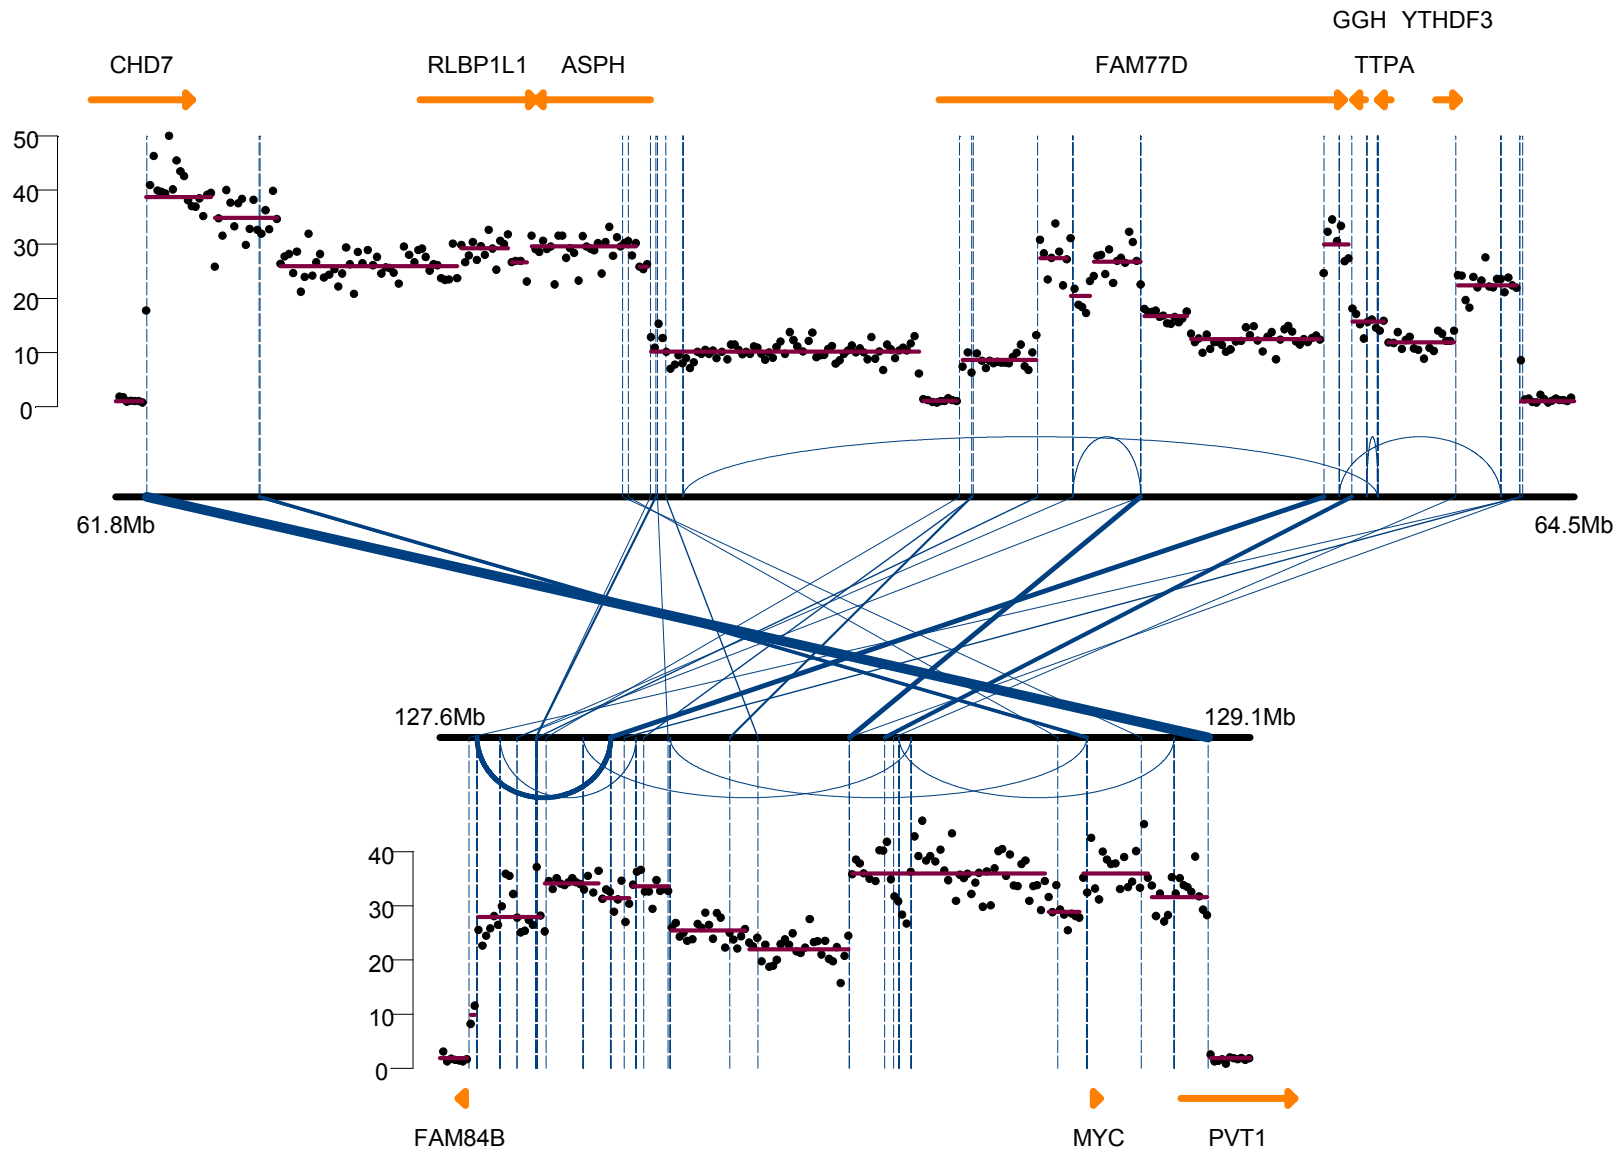 GGH YTHDF3
CHD7 RLBP1L1 ASPH FAM77D TTPA
50
40
30
20
10
0
61.8Mb 64.5Mb
127.6Mb 129.1Mb
40
30
20
10
0
FAM84B MYC PVT1